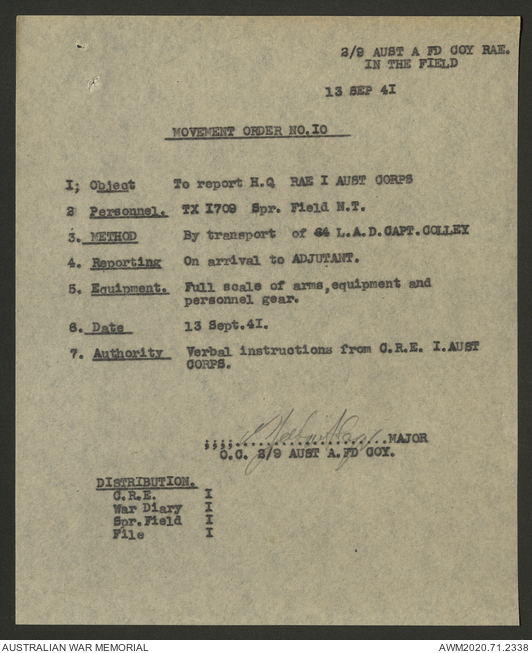 2/9 AUST A FD COY RAE.
IN THE FIELD
13 SEP 41
MOVEMENT ORDER NO.10
1; Object To report H.Q RAE I AUST CORPS
2 Personnel. TX 1709 Spr. Field N.T.
3. METHOD By transport of 64 L.A.D.CAPT.COLLEY
4. Reporting On arrival to ADJUTANT.
5. Equipment. Full scale of arms,equipment and
personnel gear.
6. Date 13 Sept.41.
7. Authority Verbal instructions from C.R.E. I.AUST
CORPS.
;;;;..................MAJOR
O.C. 2/9 AUST A.FD COY.
DISTRIBUTION.
C.R.E. I
War Diary I
Spr.Field I
File I
AUSTRALIAN WAR MEMORIAL
AWM2020.71.2338